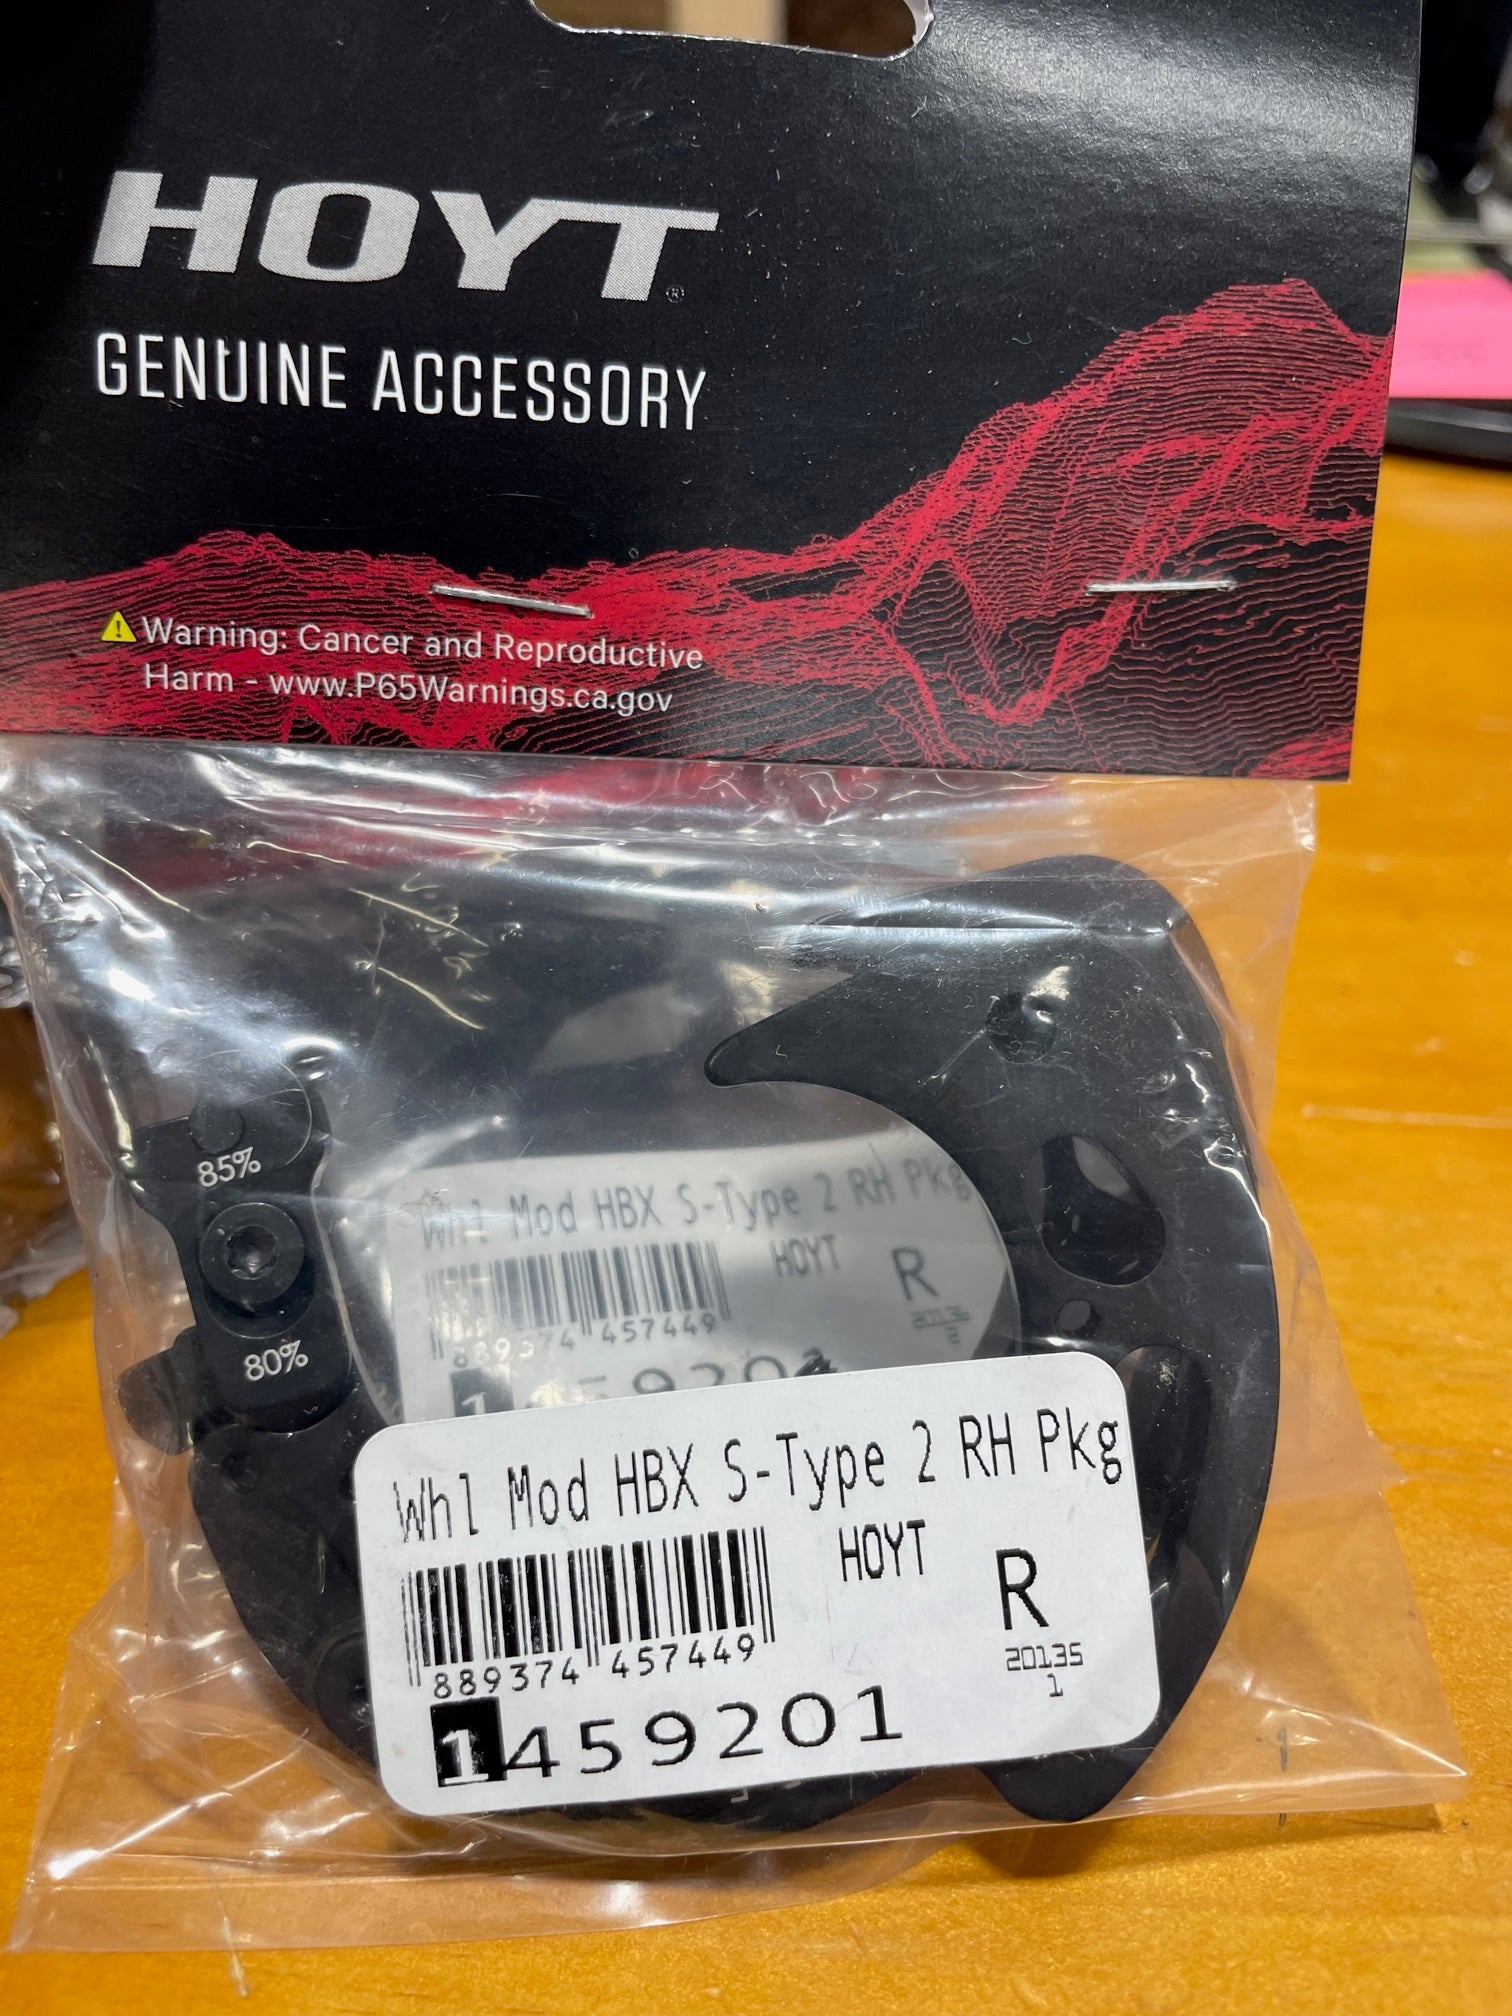 HOYT®
GENUINE ACCESSORY
Warning: Cancer and Reproductive
Harm - www.P65Warnings.ca.gov
85%
80%
Whl Mod HBX S-Type 2 RH Pkg
HOYT
R
889374 457449
Whl Mod HBX S-Type 2 RH Pkg
HOYT
R
20135
1
889374 457449
1459201